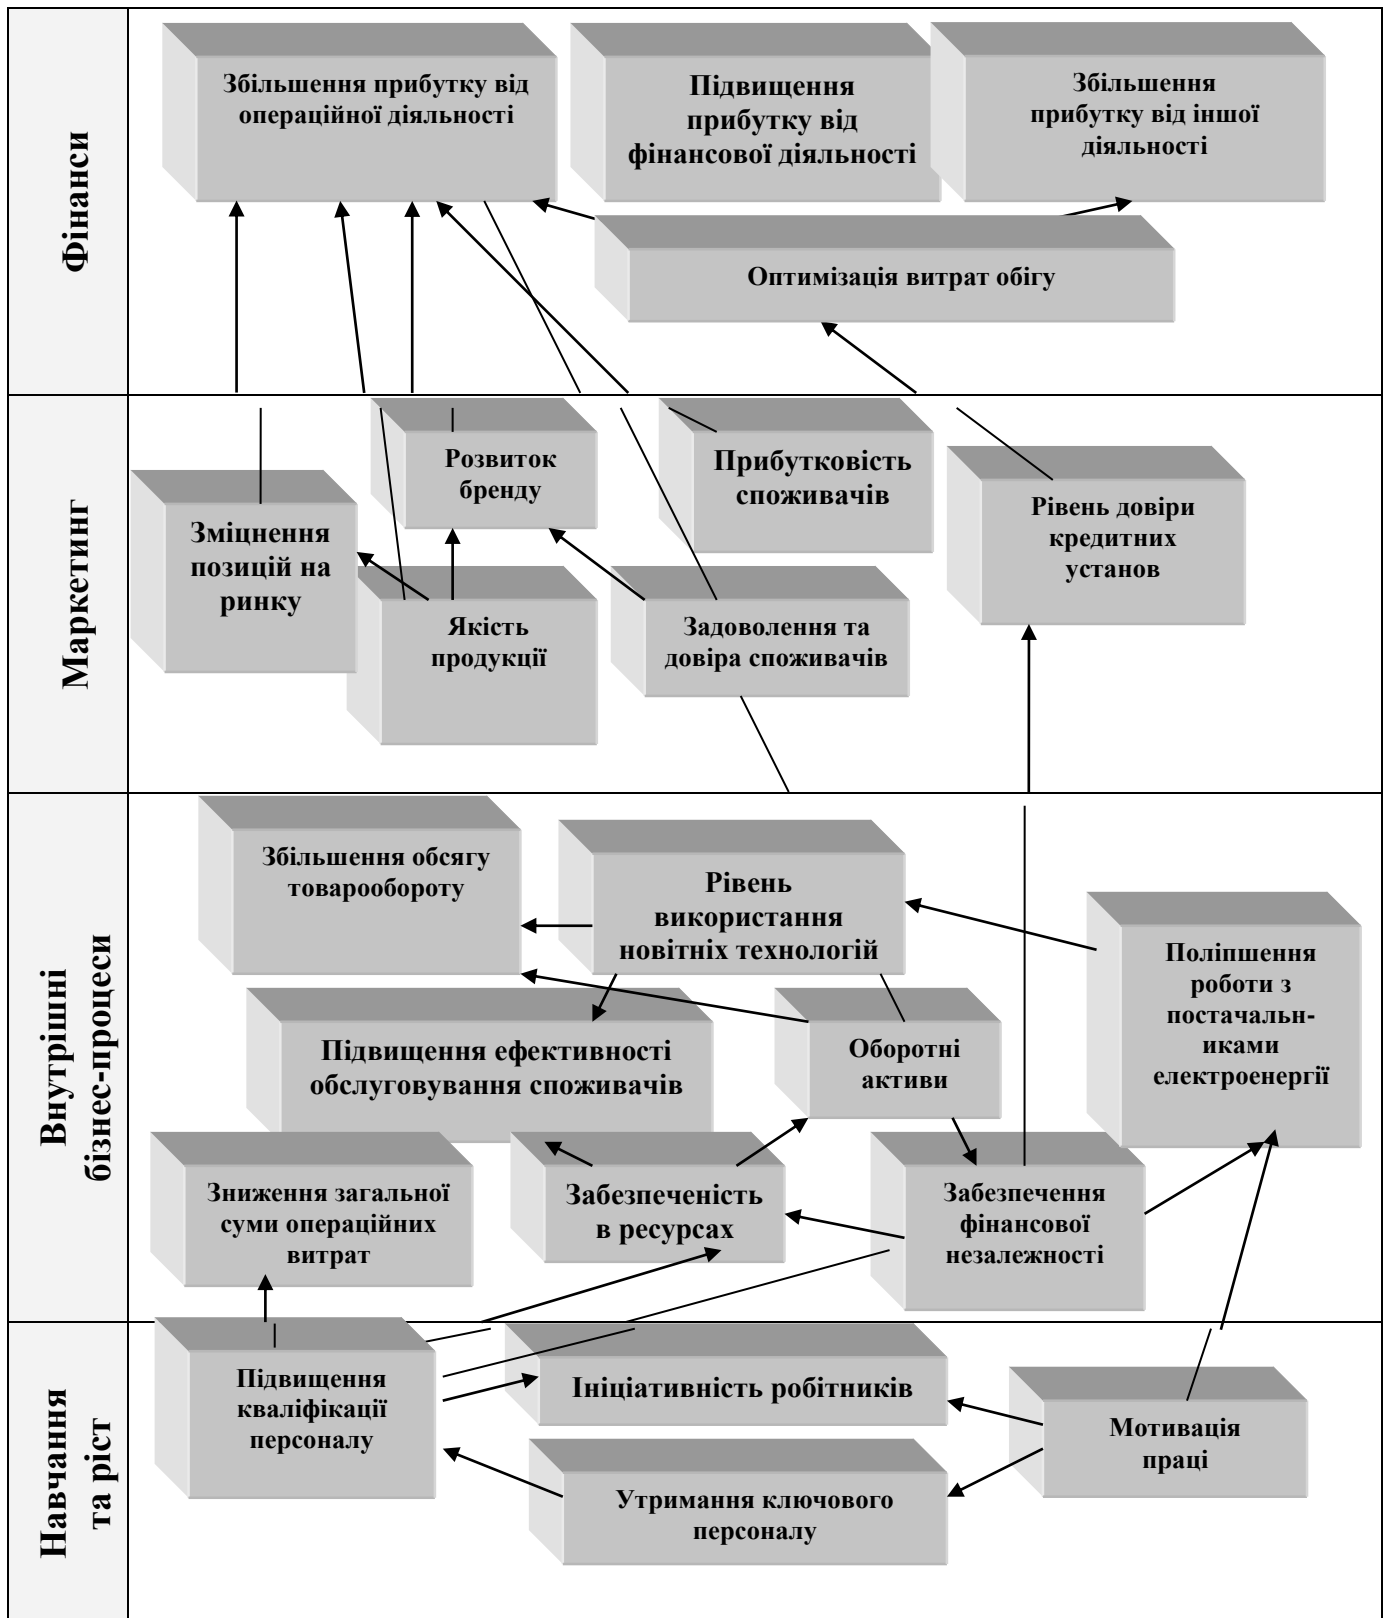 Фінанси
Збільшення прибутку від
операційної діяльності
Підвищення
прибутку від
фінансової діяльності
Збільшення
прибутку від іншої
діяльності
Оптимізація витрат обігу
Маркетинг
Розвиток
бренду
Прибутковість
споживачів
Зміцнення
позицій на
ринку
Рівень довіри
кредитних
установ
Якість
продукції
Задоволення та
довіра споживачів
Внутрішні
бізнес-процеси
Збільшення обсягу
товарообороту
Рівень
використання
новітніх технологій
Поліпшення
роботи з
постачальн-
иками
електроенергії
Підвищення ефективності
обслуговування споживачів
Оборотні
активи
Зниження загальної
суми операційних
витрат
Забезпеченість
в ресурсах
Забезпечення
фінансової
незалежності
Навчання
та ріст
Підвищення
кваліфікації
персоналу
Ініціативність робітників
Мотивація
праці
Утримання ключового
персоналу